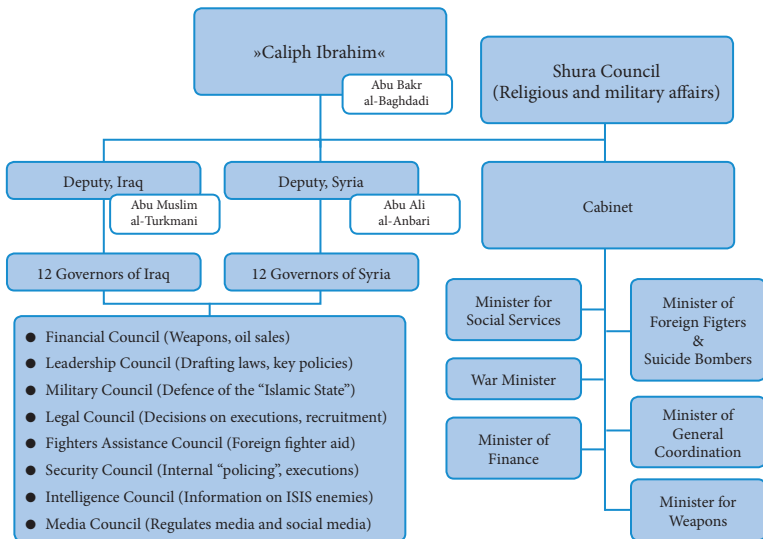 »Caliph Ibrahim«
Abu Bakr
al-Baghdadi
Shura Council
(Religious and military affairs)
Deputy, Iraq
Abu Muslim
al-Turkmani
Deputy, Syria
Abu Ali
al-Anbari
Cabinet
12 Governors of Iraq
12 Governors of Syria
● Financial Council (Weapons, oil sales)
● Leadership Council (Drafting laws, key policies)
● Military Council (Defence of the “Islamic State”)
● Legal Council (Decisions on executions, recruitment)
● Fighters Assistance Council (Foreign fighter aid)
● Security Council (Internal “policing”, executions)
● Intelligence Council (Information on ISIS enemies)
● Media Council (Regulates media and social media)
Minister for
Social Services
Minister of
Foreign Figters
&
Suicide Bombers
War Minister
Minister of
Finance
Minister of
General
Coordination
Minister for
Weapons